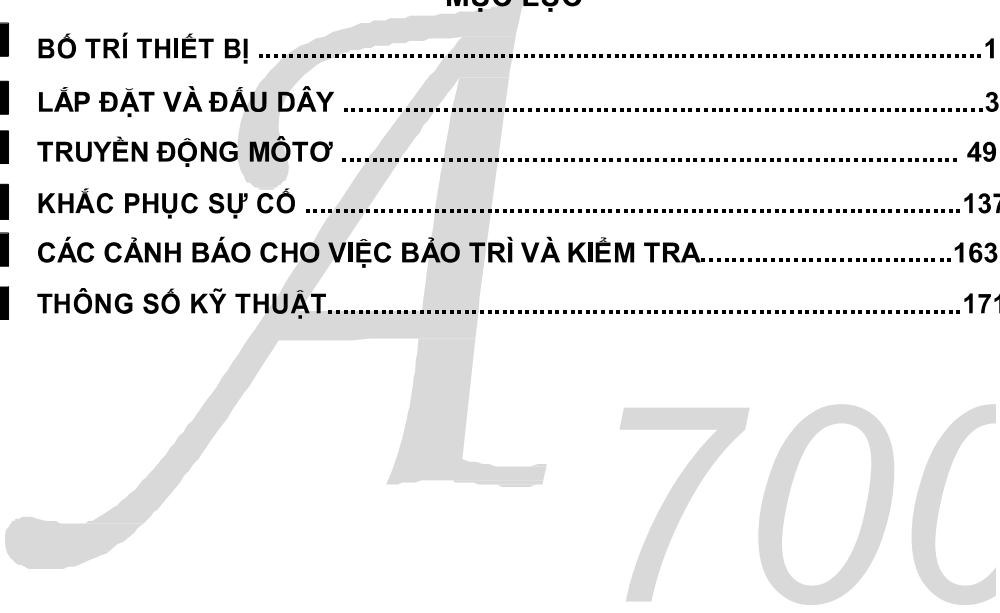 MỤC LỤC
BỐ TRÍ THIẾT BỊ ........................................................................................1
LẮP ĐẶT VÀ ĐẤU DÂY ..............................................................................3
TRUYỀN ĐỘNG MÔTƠ ........................................................................... 49
KHẮC PHỤC SỰ CỐ ................................................................................137
CÁC CẢNH BÁO CHO VIỆC BẢO TRÌ VÀ KIỂM TRA...............................163
THÔNG SỐ KỸ THUẬT.............................................................................171
A
700